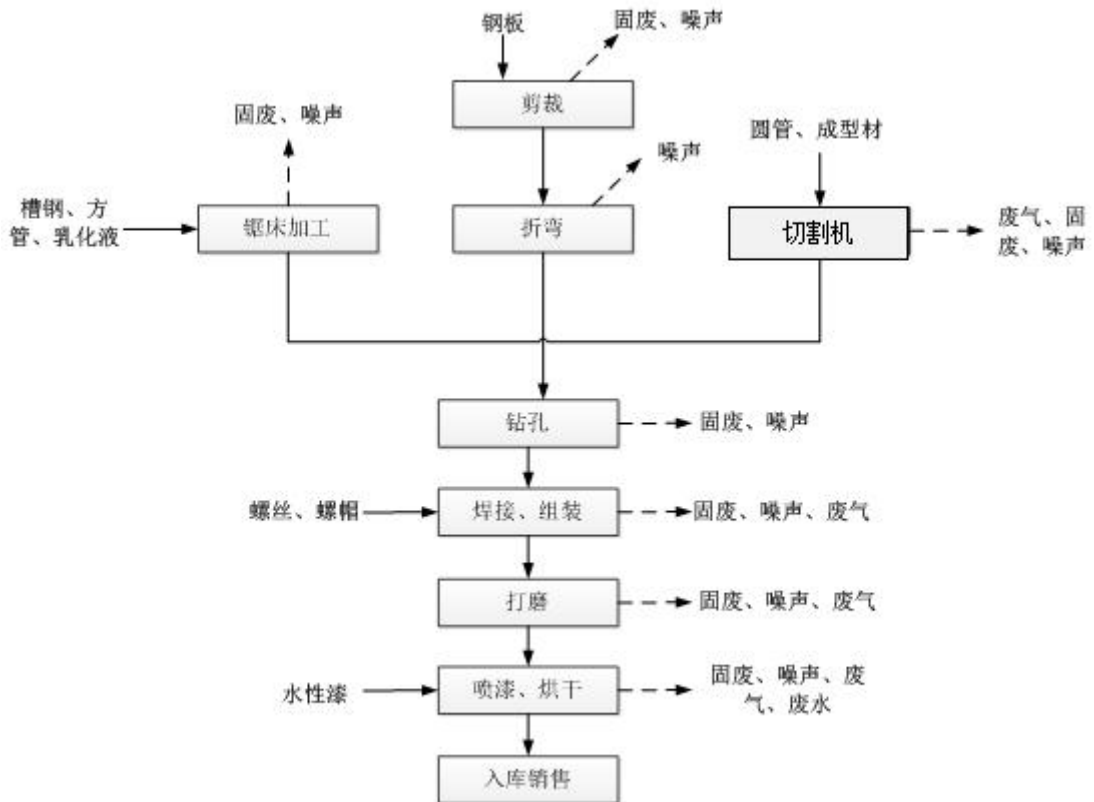 钢板
固废、噪声
剪裁
固废、噪声
噪声
圆管、成型材
槽钢、方
管、乳化液
锯床加工
折弯
切割机
废气、固
废、噪声
钻孔
固废、噪声
螺丝、螺帽
焊接、组装
固废、噪声、废气
打磨
固废、噪声、废气
水性漆
喷漆、烘干
固废、噪声、废
气、废水
入库销售